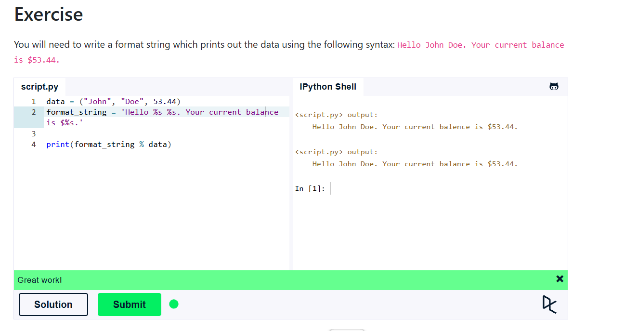 Exercise
You will need to write a format string which prints out the data using the following syntax: Hello John Doe. Your current balance
is $53.44.
script.py
IPython Shell
1 data = ("John", "Doe", 53.44)
2 format_string = 'Hello %s %s. Your current balance
is $%s.'
3
4 print(format_string % data)
<script.py> output:
Hello John Doe. Your current balance is $53.44.
<script.py> output:
Hello John Doe. Your current balance is $53.44.
In [1]:
Great work!
Solution
Submit